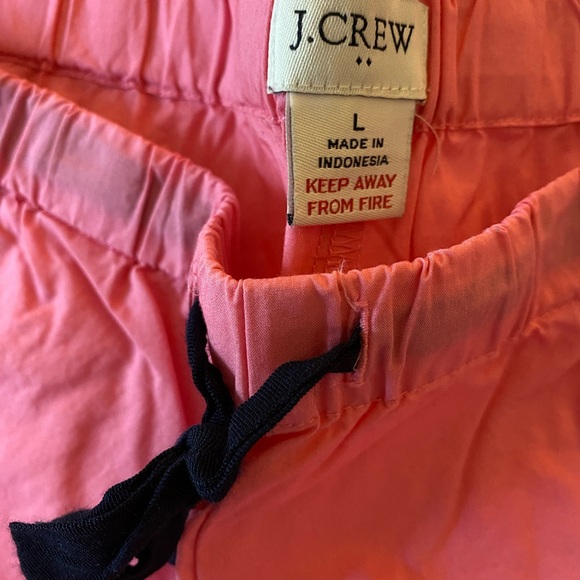 J.CREW
L
MADE IN
INDONESIA
KEEP AWAY
FROM FIRE